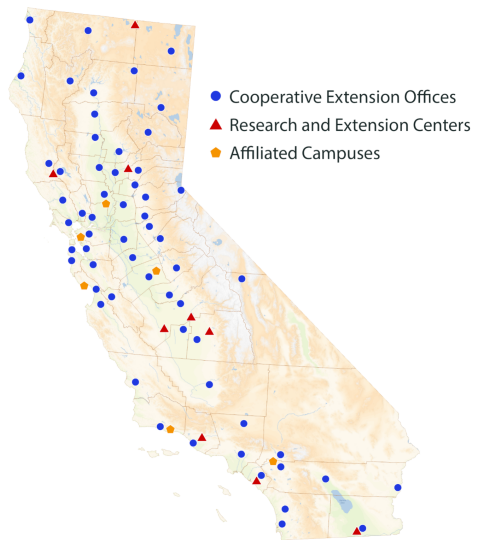 Cooperative Extension Offices
Research and Extension Centers
Affiliated Campuses